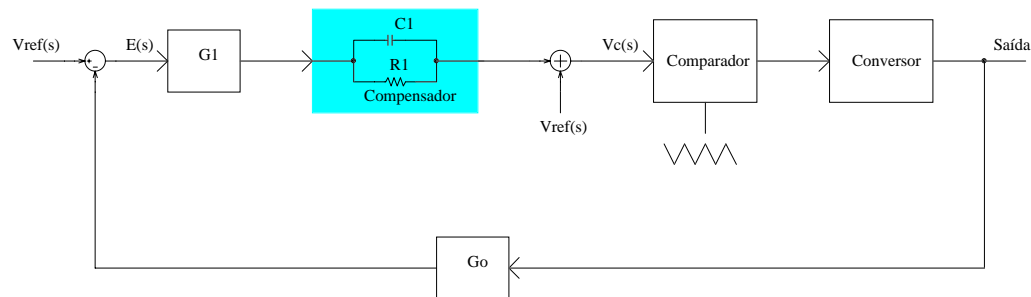 Vref(s)
E(s)
G1
C1
R1
Compensador
Vref(s)
Vc(s)
Comparador
Conversor
Saída
Go